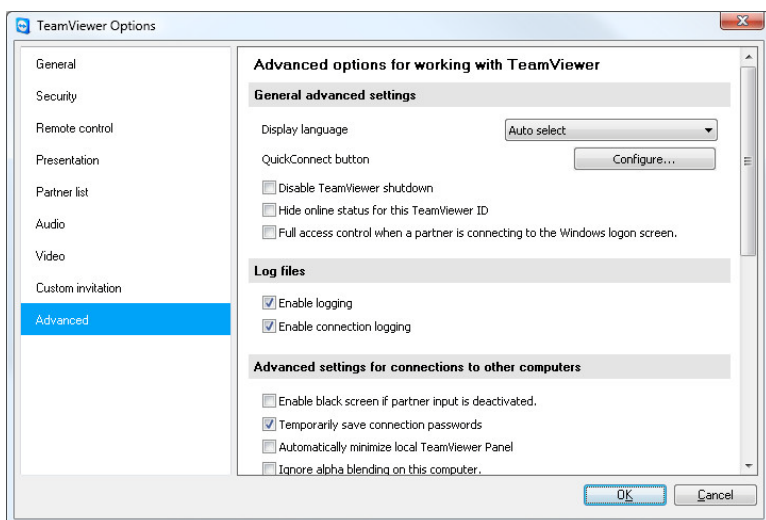 TeamViewer Options
General
Security
Remote control
Presentation
Partner list
Audio
Video
Custom invitation
Advanced
Advanced options for working with TeamViewer
General advanced settings
Display language Auto select
QuickConnect button Configure...
Disable TeamViewer shutdown
Hide online status for this TeamViewer ID
Full access control when a partner is connecting to the Windows logon screen.
Log files
Enable logging
Enable connection logging
Advanced settings for connections to other computers
Enable black screen if partner input is deactivated.
Temporarily save connection passwords
Automatically minimize local TeamViewer Panel
Ignore alpha blending on this computer.
OK Cancel